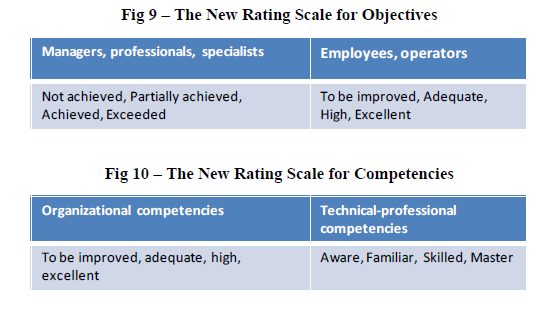 Fig 9 – The New Rating Scale for Objectives
Managers, professionals, specialists
Employees, operators
Not achieved, Partially achieved,
Achieved, Exceeded
To be improved, Adequate,
High, Excellent
Fig 10 – The New Rating Scale for Competencies
Organizational competencies
Technical-professional
competencies
To be improved, adequate, high,
excellent
Aware, Familiar, Skilled, Master